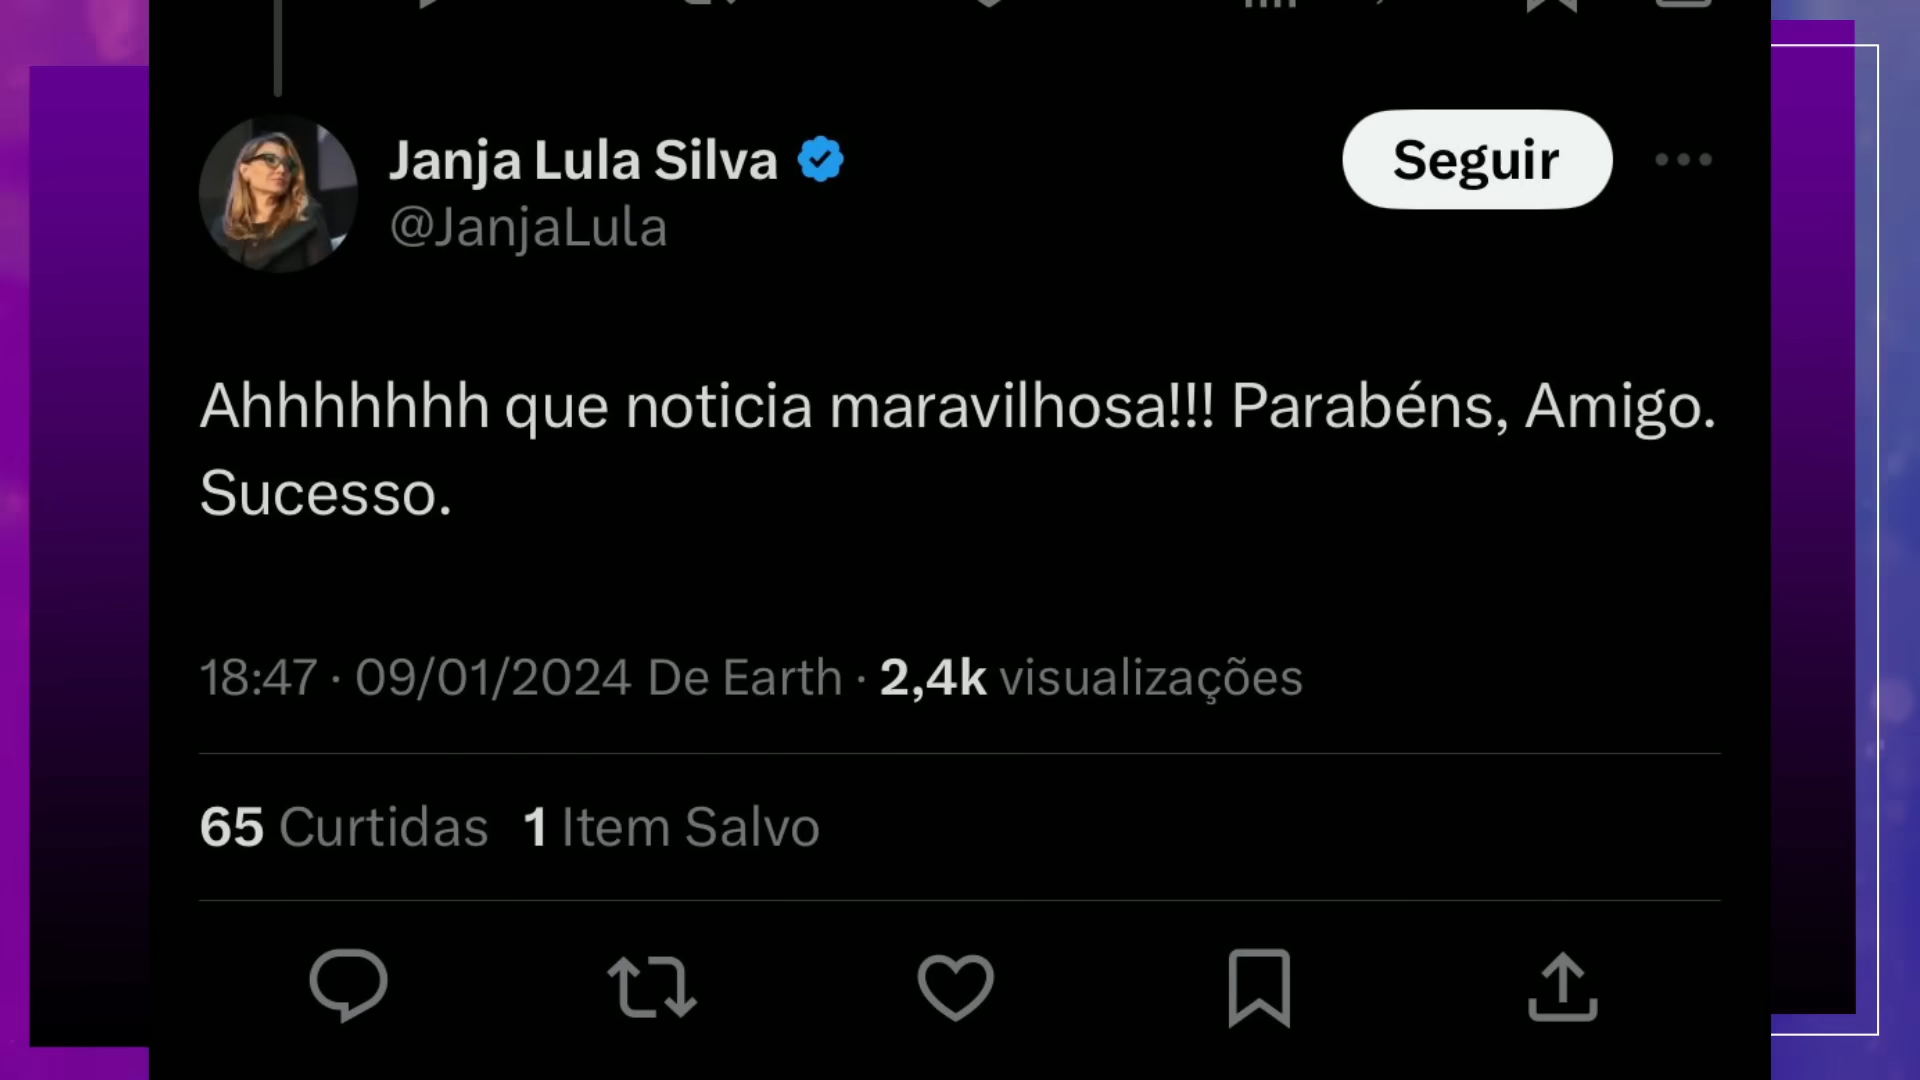 Janja Lula Silva
Seguir
@JanjaLula
Ahhhhhhh que noticia maravilhosa!!! Parabéns, Amigo.
Sucesso.
18:47 · 09/01/2024 De Earth · 2,4k visualizações
65 Curtidas 1 Item Salvo